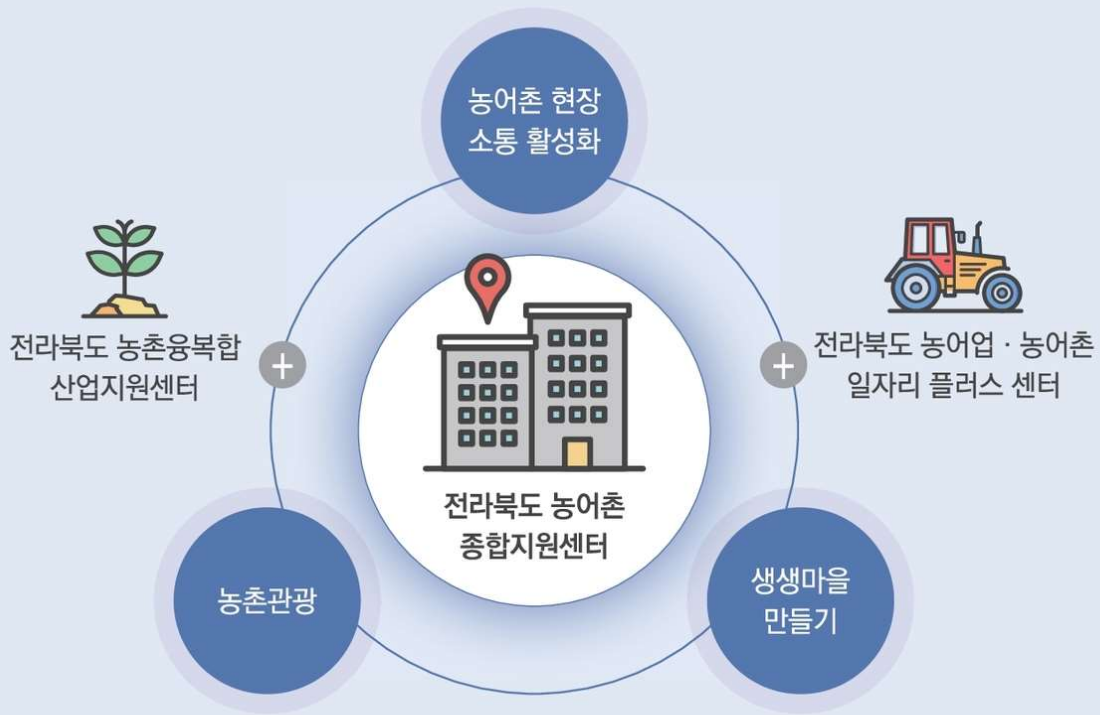 농어촌 현장
소통 활성화
전라북도 농촌융복합
산업지원센터
+
+
전라북도 농어업 · 농어촌
일자리 플러스 센터
전라북도 농어촌
종합지원센터
농촌관광
생생마을
만들기